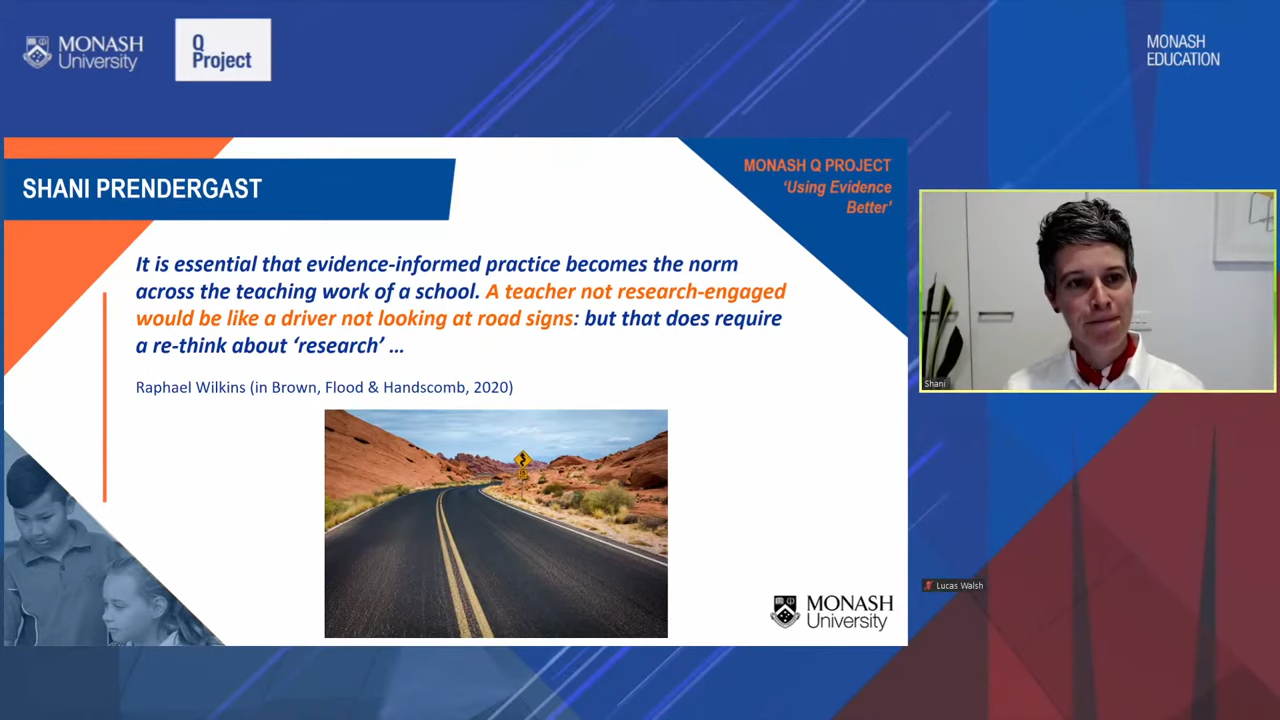 MONASH
University
Q
Project
MONASH
EDUCATION
SHANI PRENDERGAST
MONASH Q PROJECT
‘Using Evidence
Better’
It is essential that evidence-informed practice becomes the norm
across the teaching work of a school. A teacher not research-engaged
would be like a driver not looking at road signs: but that does require
a re-think about ‘research’ …
Raphael Wilkins (in Brown, Flood & Handscomb, 2020)
MONASH
University
Shani
Lucas Walsh